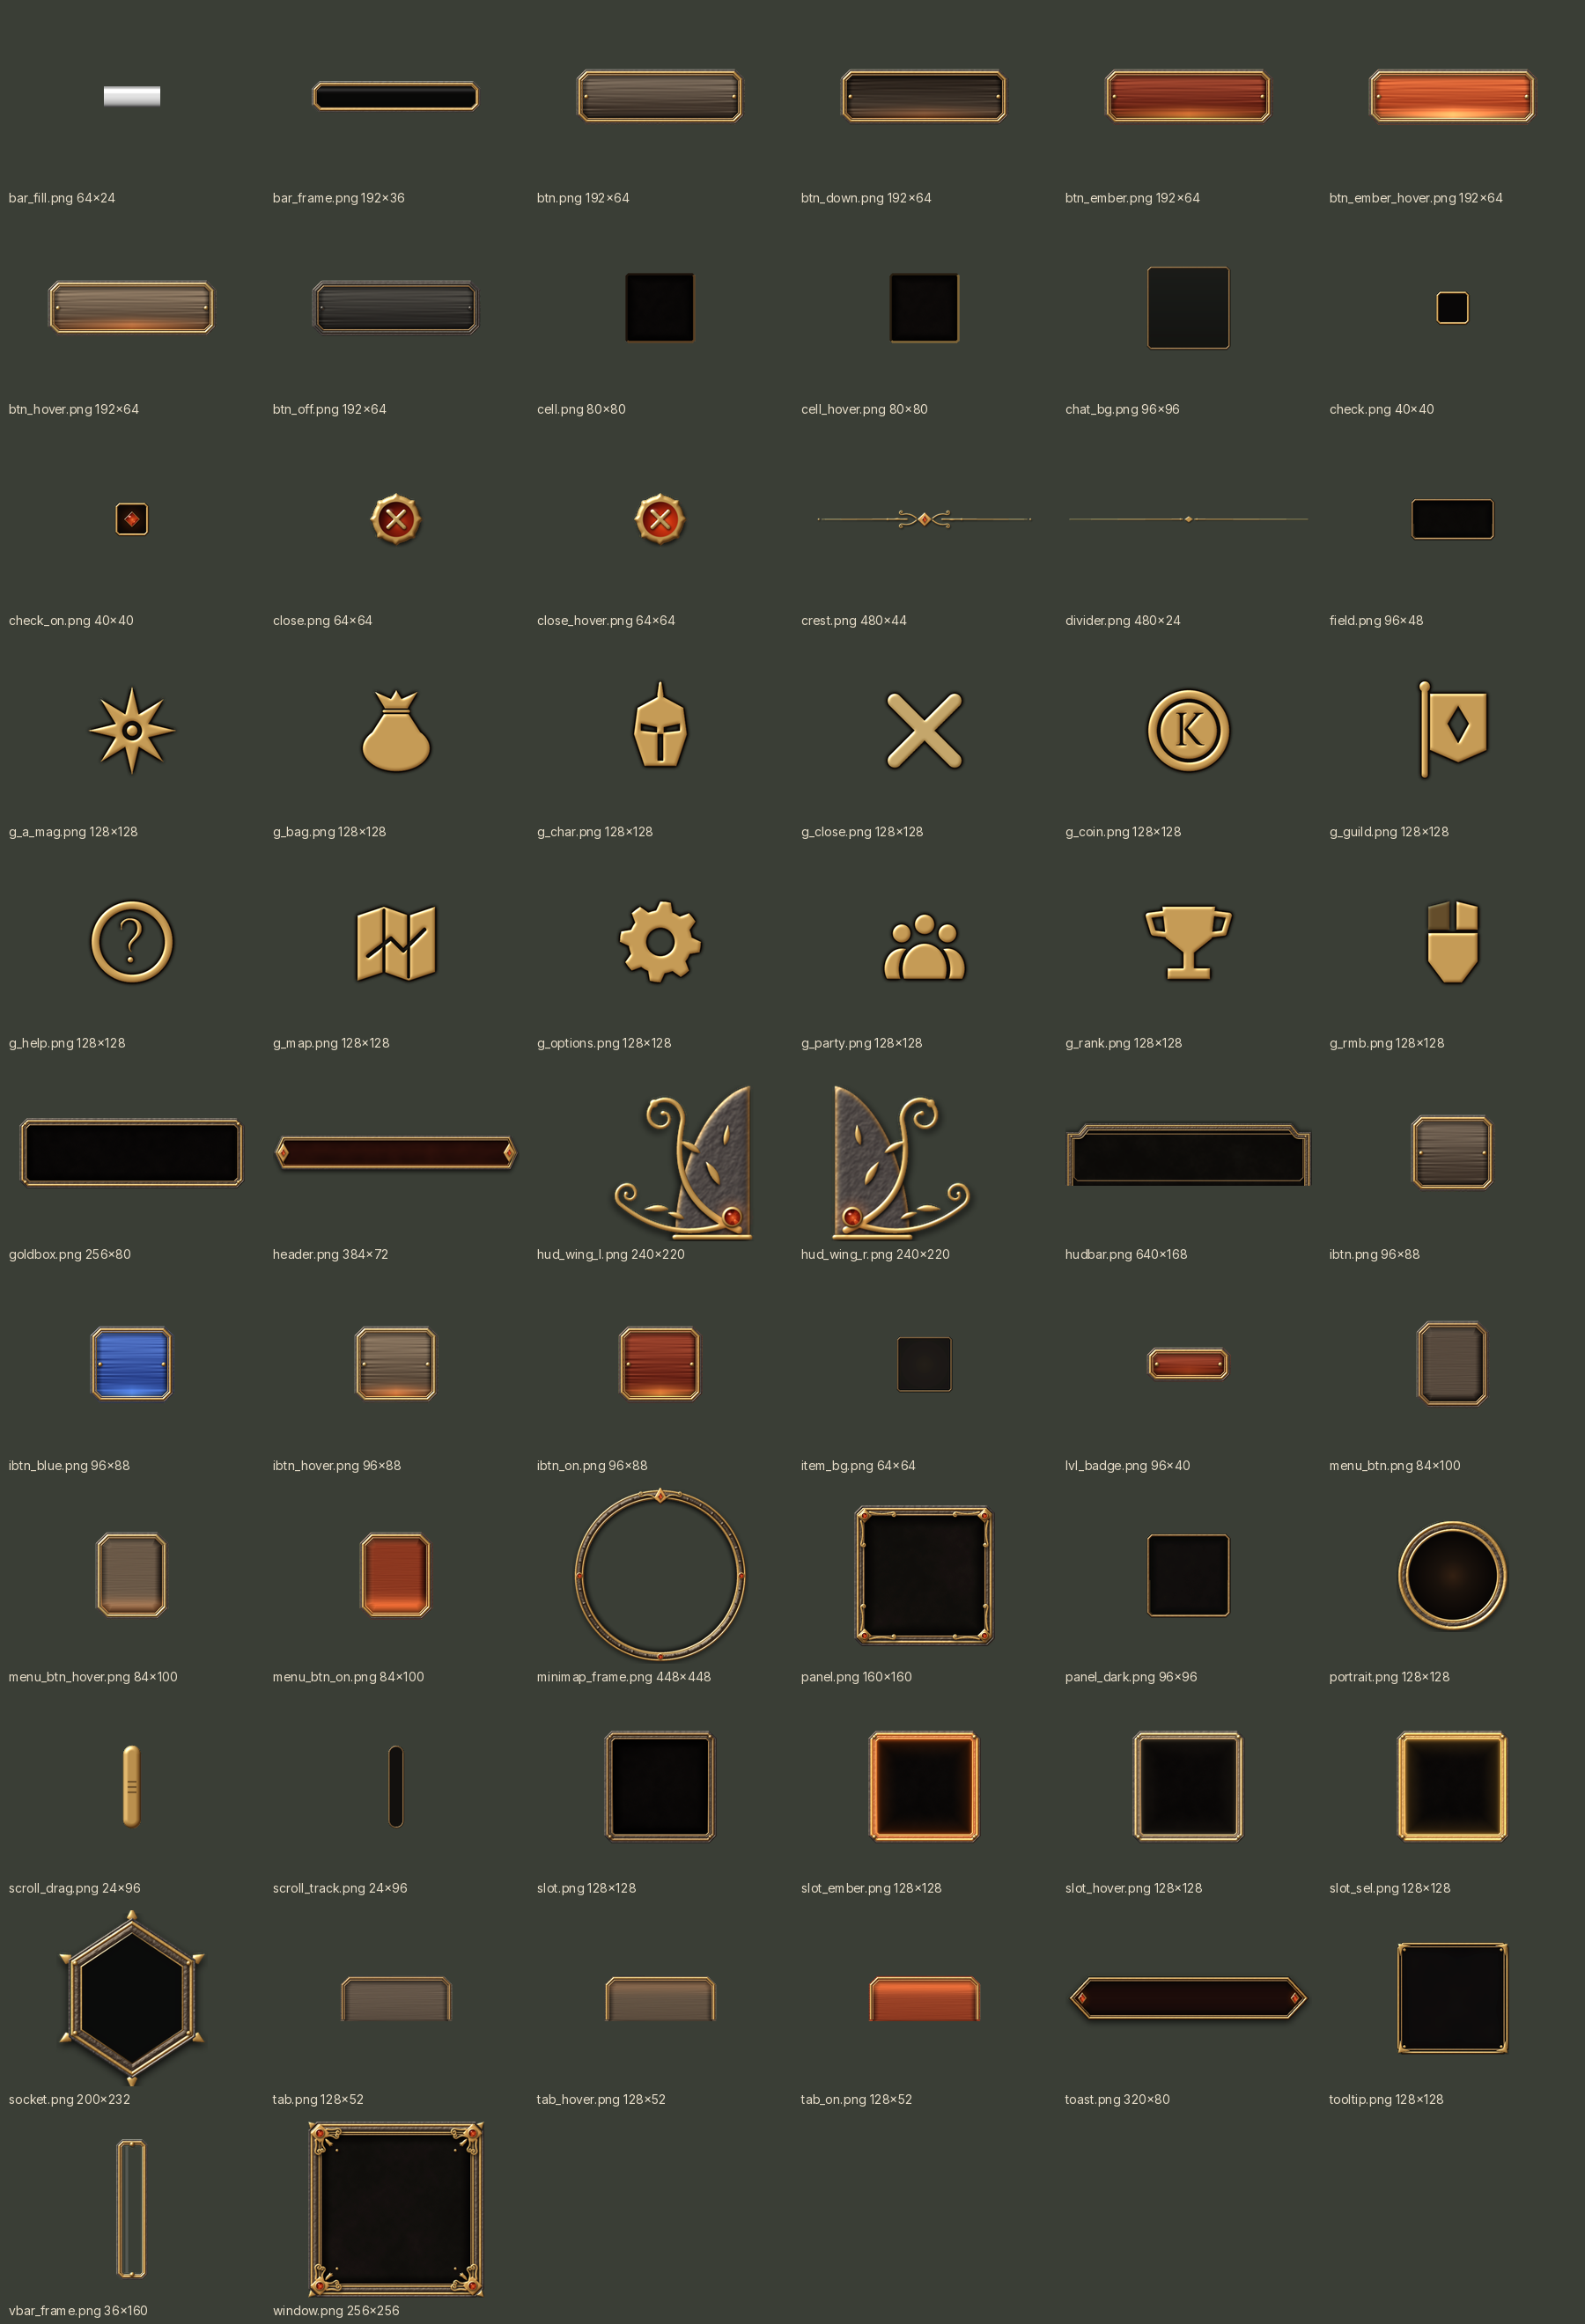 bar_fill.png 64×24
bar_frame.png 192×36
btn.png 192×64
btn_down.png 192×64
btn_ember.png 192×64
btn_ember_hover.png 192×64
btn_hover.png 192×64
btn_off.png 192×64
cell.png 80×80
cell_hover.png 80×80
chat_bg.png 96×96
check.png 40×40
check_on.png 40×40
close.png 64×64
close_hover.png 64×64
crest.png 480×44
divider.png 480×24
field.png 96×48
K
g_a_mag.png 128×128
g_bag.png 128×128
g_char.png 128×128
g_close.png 128×128
g_coin.png 128×128
g_guild.png 128×128
?
g_help.png 128×128
g_map.png 128×128
g_options.png 128×128
g_party.png 128×128
g_rank.png 128×128
g_rmb.png 128×128
goldbox.png 256×80
header.png 384×72
hud_wing_l.png 240×220
hud_wing_r.png 240×220
hudbar.png 640×168
ibtn.png 96×88
ibtn_blue.png 96×88
ibtn_hover.png 96×88
ibtn_on.png 96×88
item_bg.png 64×64
lvl_badge.png 96×40
menu_btn.png 84×100
menu_btn_hover.png 84×100
menu_btn_on.png 84×100
minimap_frame.png 448×448
panel.png 160×160
panel_dark.png 96×96
portrait.png 128×128
scroll_drag.png 24×96
scroll_track.png 24×96
slot.png 128×128
slot_ember.png 128×128
slot_hover.png 128×128
slot_sel.png 128×128
socket.png 200×232
tab.png 128×52
tab_hover.png 128×52
tab_on.png 128×52
toast.png 320×80
tooltip.png 128×128
vbar_frame.png 36×160
window.png 256×256